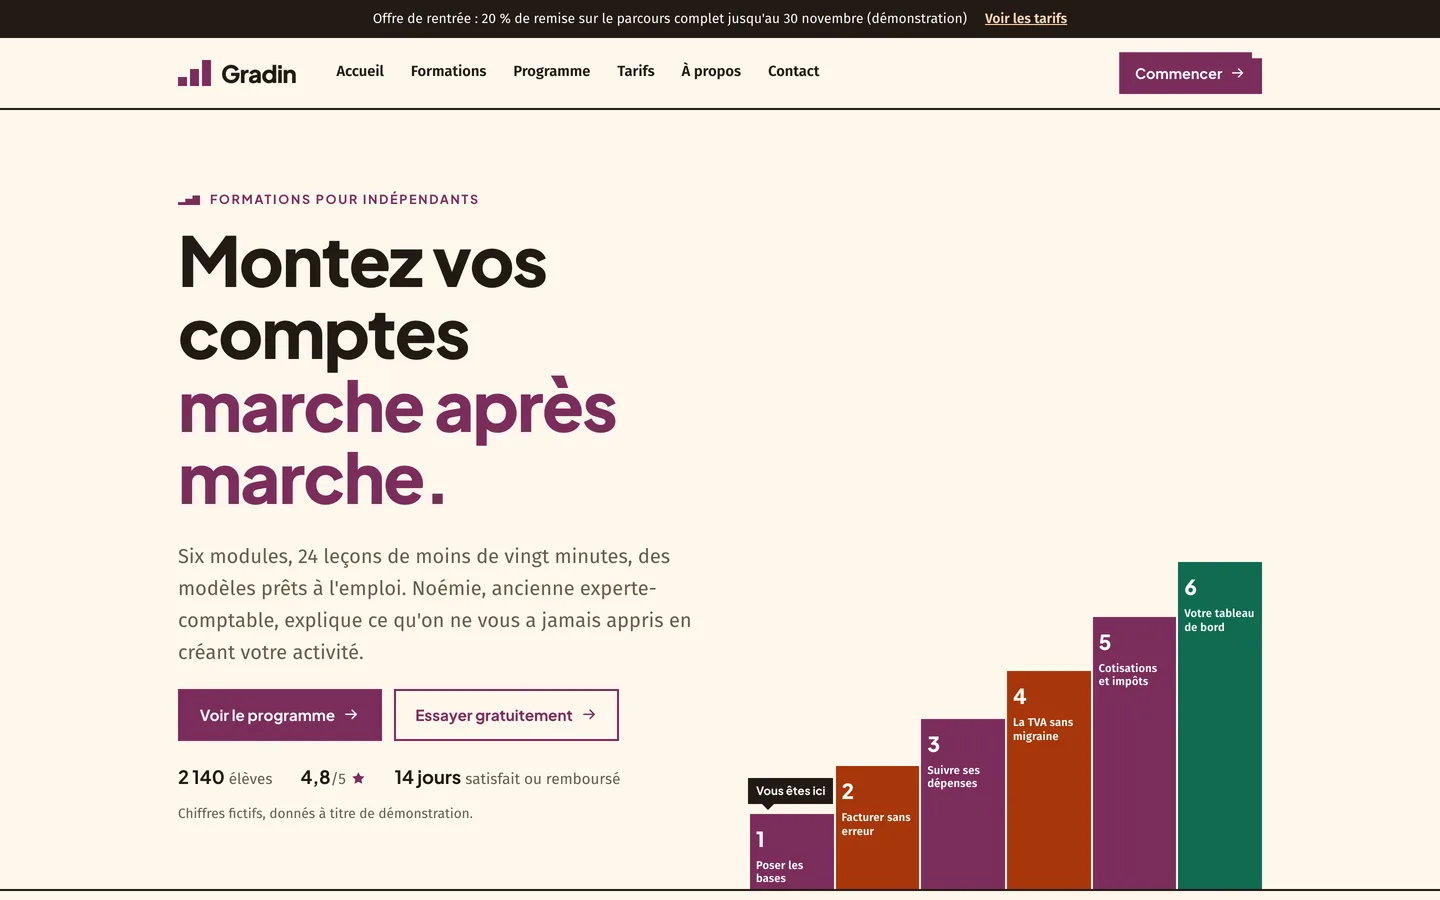 Offre de rentrée : 20 % de remise sur le parcours complet jusqu'au 30 novembre (démonstration) Voir les tarifs
Gradin
Accueil Formations Programme Tarifs À propos Contact
Commencer →
FORMATIONS POUR INDÉPENDANTS
Montez vos
comptes
marche après
marche.
Six modules, 24 leçons de moins de vingt minutes, des
modèles prêts à l'emploi. Noémie, ancienne experte-
comptable, explique ce qu'on ne vous a jamais appris en
créant votre activité.
Voir le programme →
Essayer gratuitement →
2 140 élèves
4,8/5 ★
14 jours satisfait ou remboursé
Chiffres fictifs, donnés à titre de démonstration.
Vous êtes ici
1
Poser les
bases
2
Facturer sans
erreur
3
Suivre ses
dépenses
4
La TVA sans
migraine
5
Cotisations
et impôts
6
Votre tableau
de bord